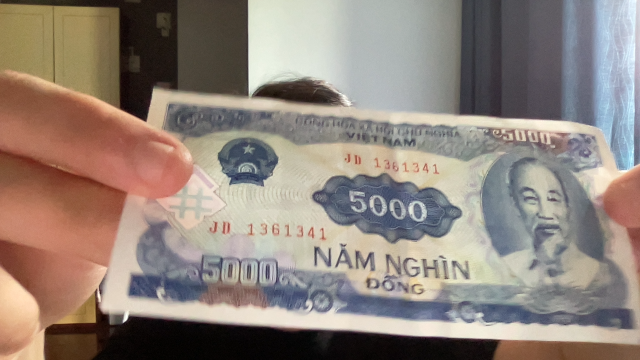 CỘNG HÒA XÃ HỘI CHỦ NGHĨA
VIỆT NAM
5000
JD 1361341
5000
JD 1361341
5000
NĂM NGHÌN
ĐỒNG